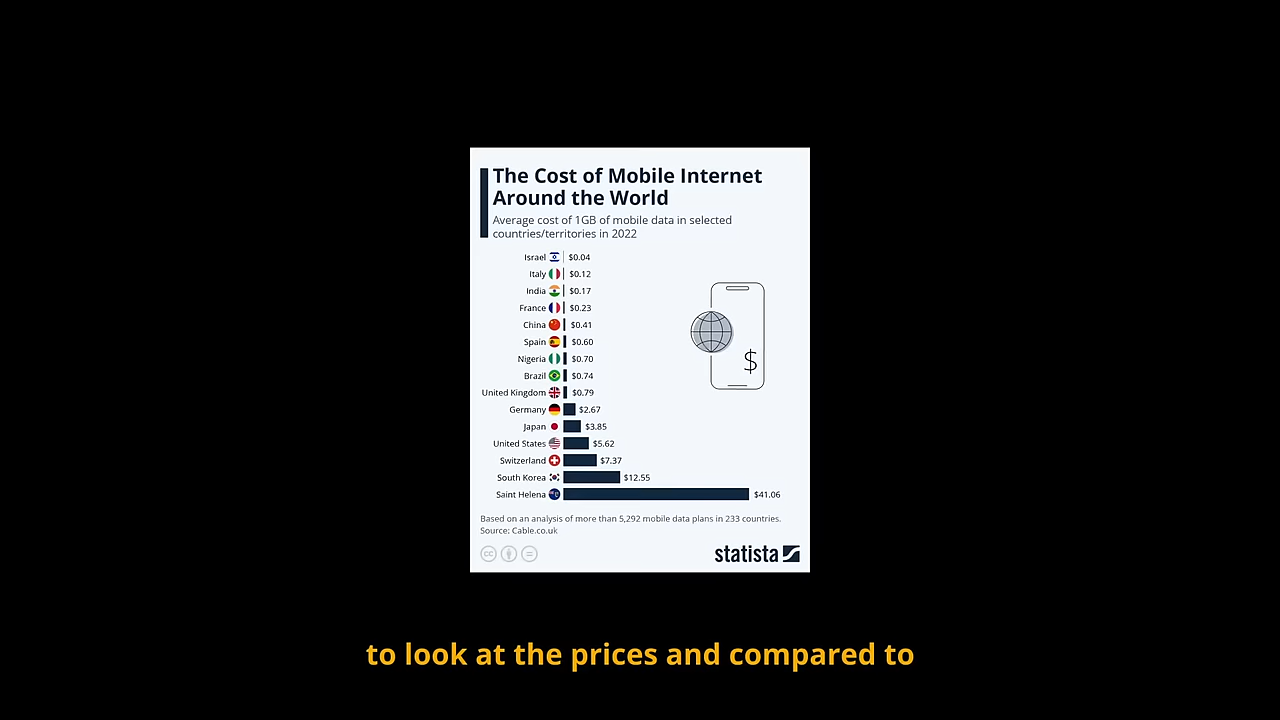 The Cost of Mobile Internet
Around the World
Average cost of 1GB of mobile data in selected
countries/territories in 2022
Israel $0.04
Italy $0.12
India $0.17
France $0.23
China $0.41
Spain $0.60
Nigeria $0.70
Brazil $0.74
United Kingdom $0.79
Germany $2.67
Japan $3.85
United States $5.62
Switzerland $7.37
South Korea $12.55
Saint Helena $41.06
$
Based on an analysis of more than 5,292 mobile data plans in 233 countries.
Source: Cable.co.uk
cc
statista
to look at the prices and compared to